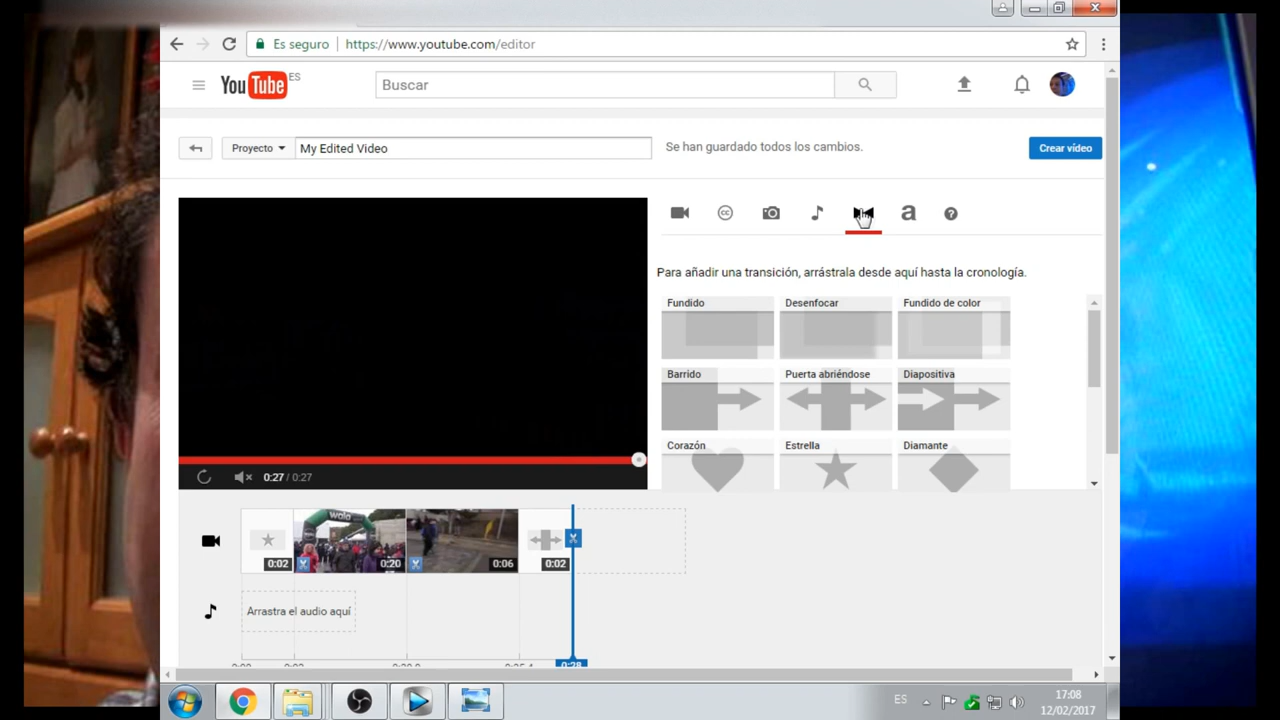 Es seguro https://www.youtube.com/editor
YouTube ES
Buscar
Proyecto My Edited Video Se han guardado todos los cambios. Crear vídeo
cc a ?
Para añadir una transición, arrástrala desde aquí hasta la cronología.
Fundido Desenfocar Fundido de color
Barrido Puerta abriéndose Diapositiva
Corazón Estrella Diamante
0:27 / 0:27
wala
0:02 0:20 0:06 0:02
Arrastra el audio aquí
0:28
ES 17:08
12/02/2017